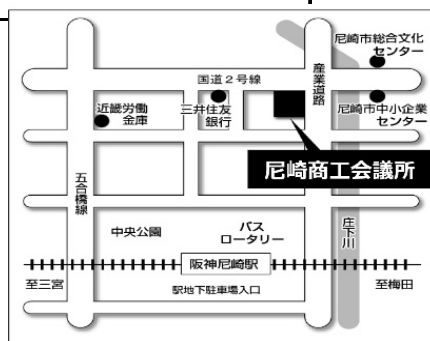 尼崎市総合文化
センター
国道2号線
産業道路
近畿労働
金庫
三井住友
銀行
尼崎市中小企業
センター
尼崎商工会議所
五合橋線
中央公園
バス
ロータリー
庄下川
阪神尼崎駅
至三宮
駅地下駐車場入口
至梅田